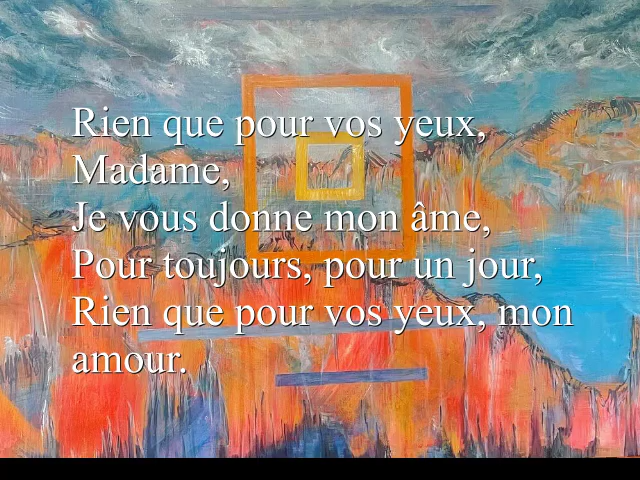 Rien que pour vos yeux,
Madame,
Je vous donne mon âme,
Pour toujours, pour un jour,
Rien que pour vos yeux, mon
amour.